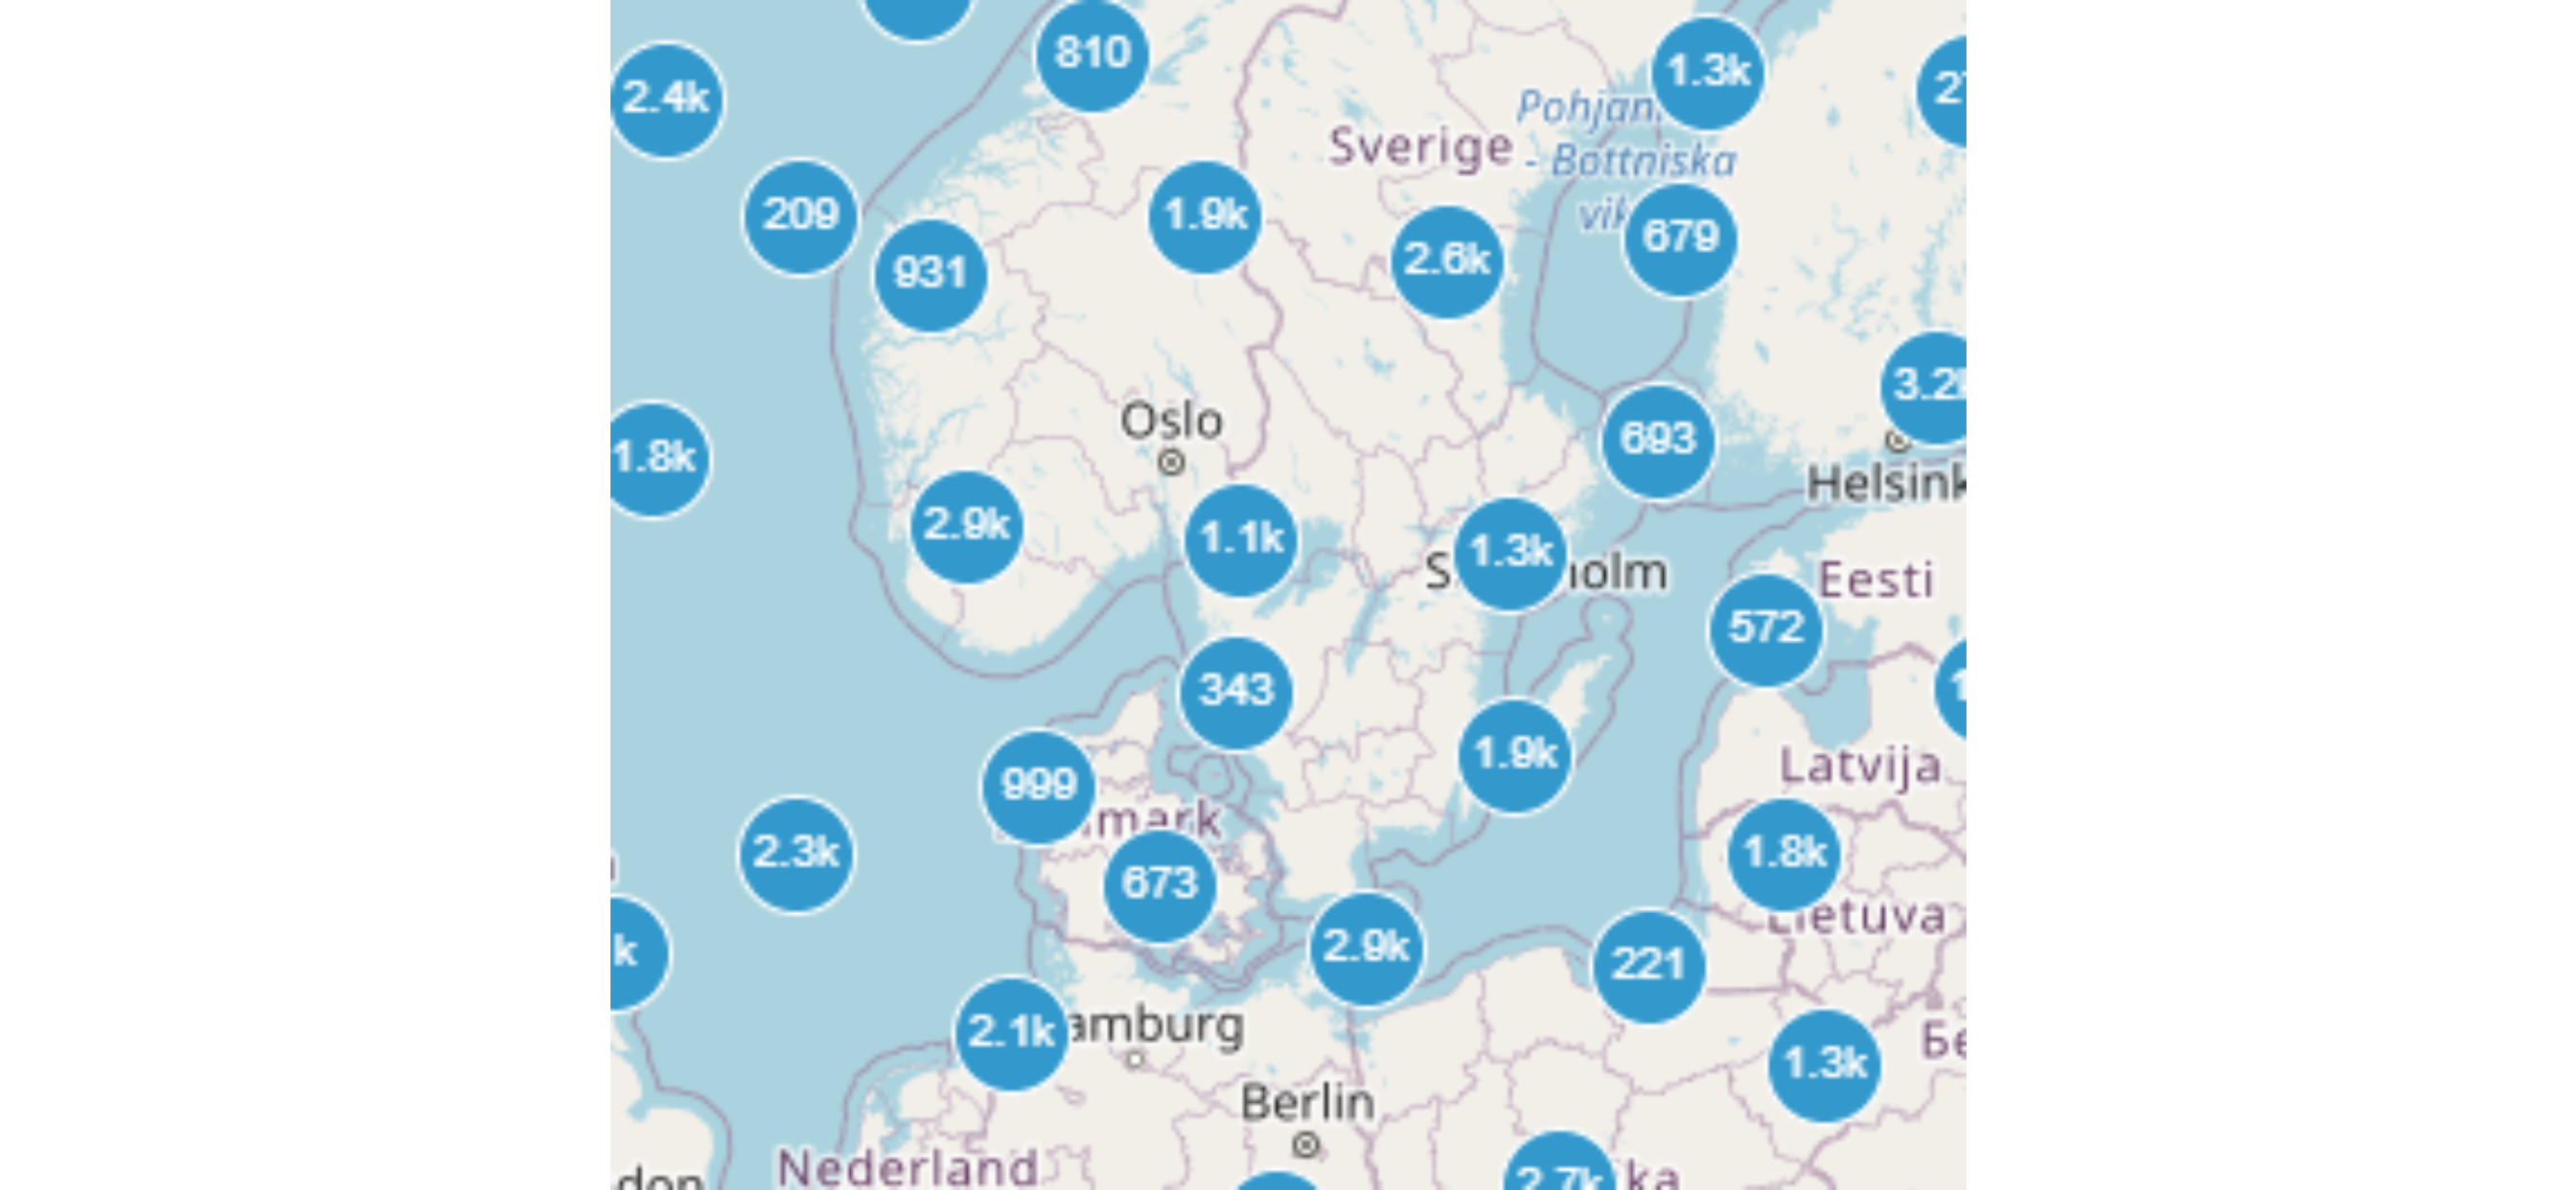 810
2.4k
1.3k
Sverige
- Bottniska
209
1.9k
931
2.6k
679
Oslo
693
1.8k
2.9k
1.1k
1.3k
Eesti
572
343
1.9k
Latvija
999
2.3k
1.8k
673
2.9k
221
2.1k
1.3k
Berlin
Nederland
2.7k